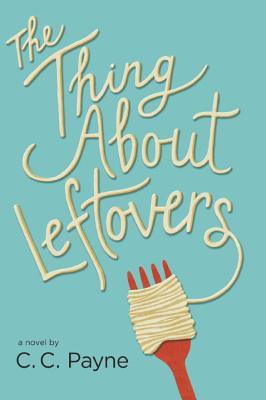 The
Thing
About
Leftovers
a novel by
C. C. Payne